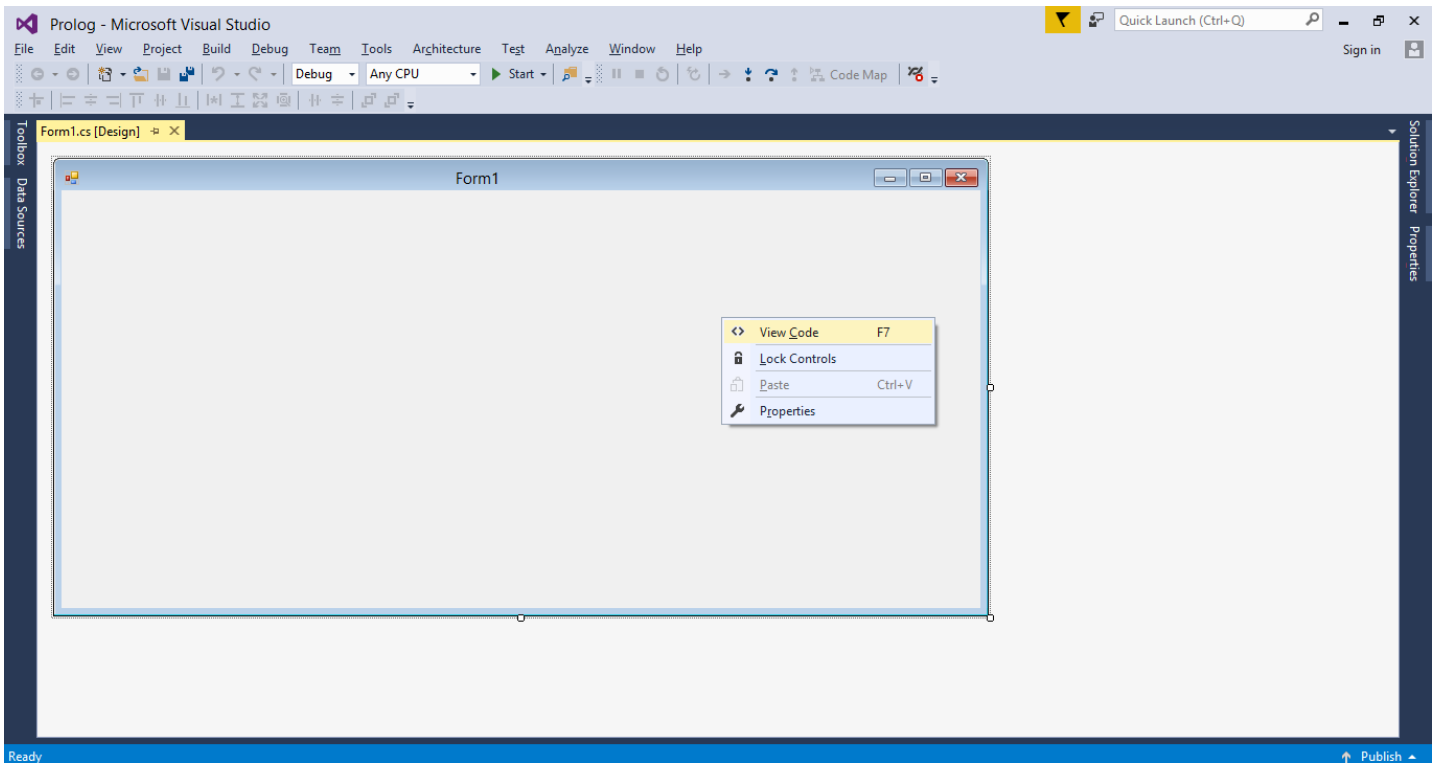 Prolog - Microsoft Visual Studio
Quick Launch (Ctrl+Q)
File Edit View Project Build Debug Team Tools Architecture Test Analyze Window Help
Sign in
Debug Any CPU Start Code Map
Form1.cs [Design]
Toolbox
Data Sources
Form1
View Code F7
Lock Controls
Paste Ctrl+V
Properties
Solution Explorer
Properties
Ready
Publish